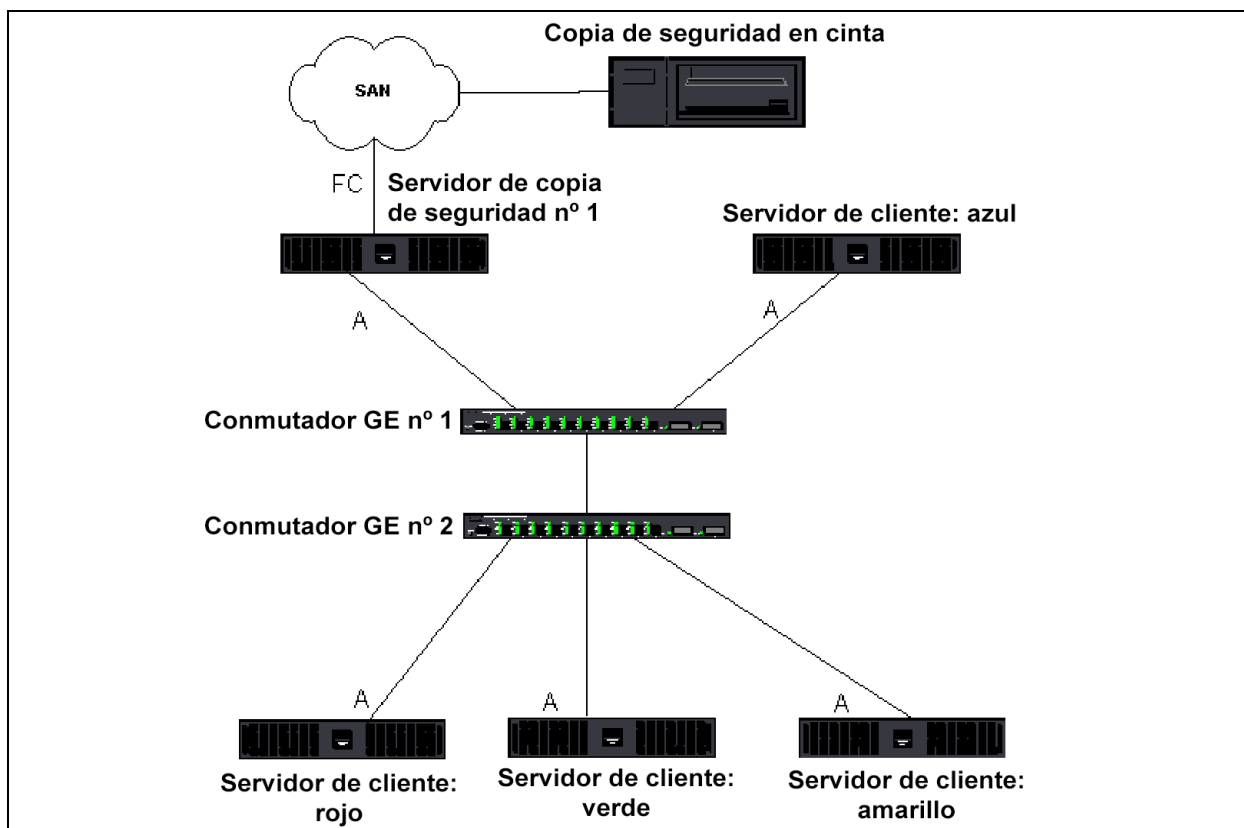 Copia de seguridad en cinta
SAN
FC
Servidor de copia
de seguridad nº 1
Servidor de cliente: azul
A
A
Conmutador GE nº 1
Conmutador GE nº 2
A
A
A
Servidor de cliente:
rojo
Servidor de cliente:
verde
Servidor de cliente:
amarillo